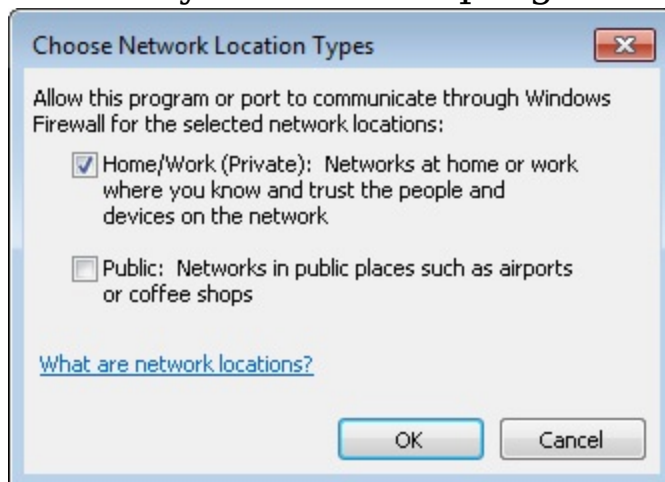 Choose Network Location Types
Allow this program or port to communicate through Windows
Firewall for the selected network locations:
Home/Work (Private): Networks at home or work
where you know and trust the people and
devices on the network
Public: Networks in public places such as airports
or coffee shops
What are network locations?
OK Cancel